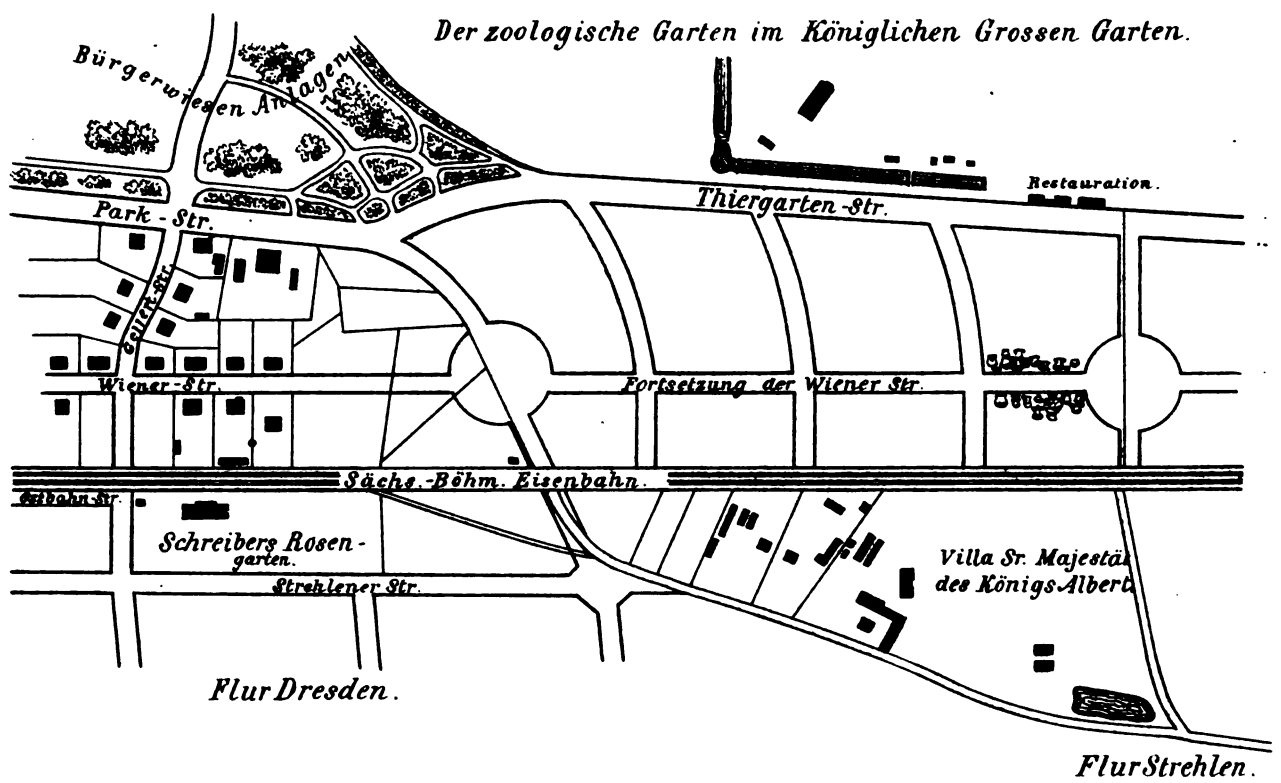 Der zoologische Garten im Königlichen Grossen Garten.
Bürgerwiesen Anlagen
Restauration.
Thiergarten-Str.
Park-Str.
Gellert-Str.
Wiener-Str.
Fortsetzung der Wiener Str.
Sächs.-Böhm. Eisenbahn.
Ostbahn-Str.
Schreibers Rosen-
garten.
Villa Sr. Majestät
des Königs Albert.
Strehlener Str.
Flur Dresden.
Flur Strehlen.